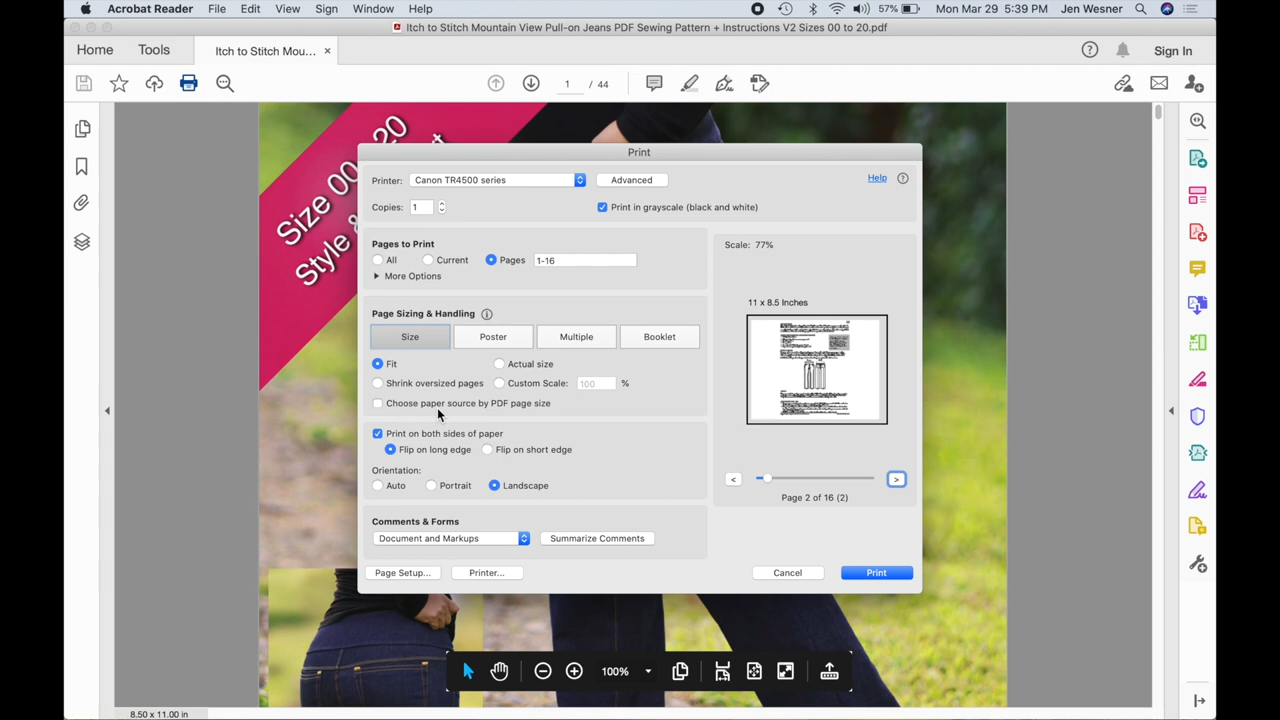 Acrobat Reader File Edit View Sign Window Help 57% Mon Mar 29 5:39 PM Jen Wesner
Itch to Stitch Mountain View Pull-on Jeans PDF Sewing Pattern + Instructions V2 Sizes 00 to 20.pdf
Home Tools Itch to Stitch Mou... × Sign In
1 / 44
Size 00
20
Style &
Print
Printer: Canon TR4500 series Advanced Help
Copies: 1 Print in grayscale (black and white)
Pages to Print
All Current Pages 1-16
More Options
Scale: 77%
Page Sizing & Handling
11 x 8.5 Inches
Size Poster Multiple Booklet
Fit Actual size
Shrink oversized pages Custom Scale: 100 %
Choose paper source by PDF page size
Print on both sides of paper
Flip on long edge Flip on short edge
Orientation:
Auto Portrait Landscape
< >
Page 2 of 16 (2)
Comments & Forms
Document and Markups Summarize Comments
Page Setup... Printer... Cancel Print
100%
8.50 x 11.00 in